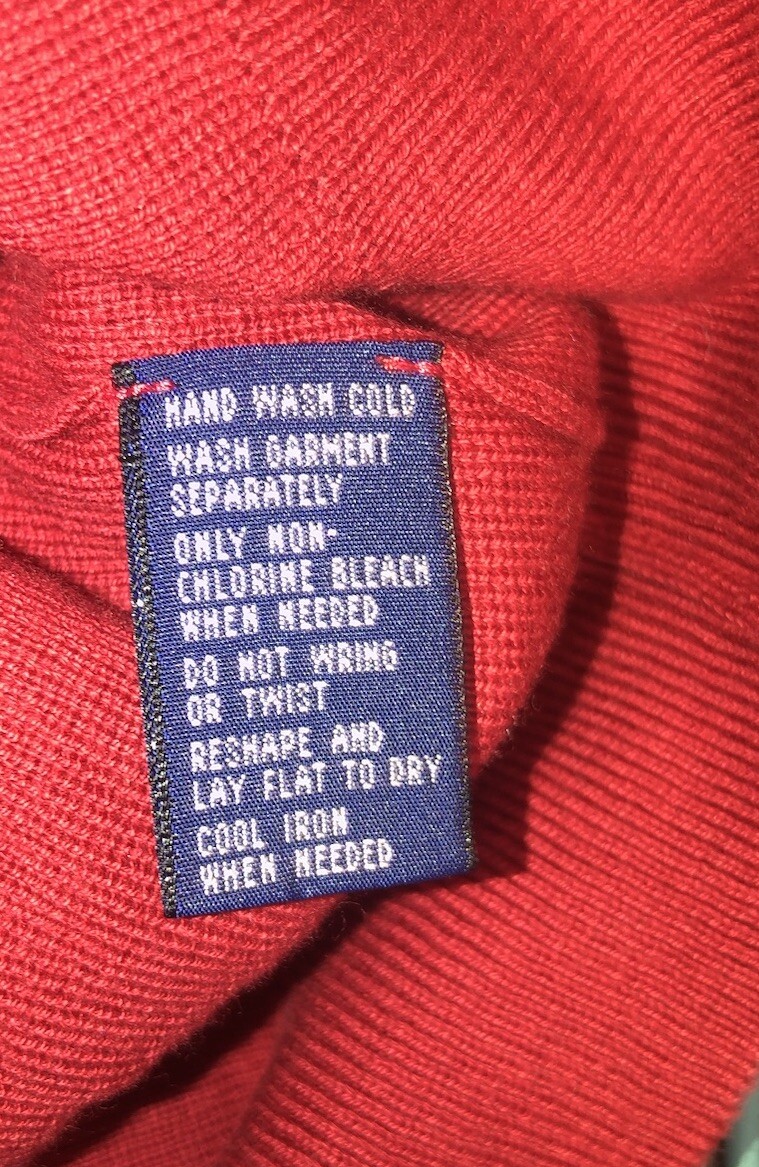 HAND WASH COLD
WASH GARMENT
SEPARATELY
ONLY NON-
CHLORINE BLEACH
WHEN NEEDED
DO NOT WRING
OR TWIST
RESHAPE AND
LAY FLAT TO DRY
COOL IRON
WHEN NEEDED